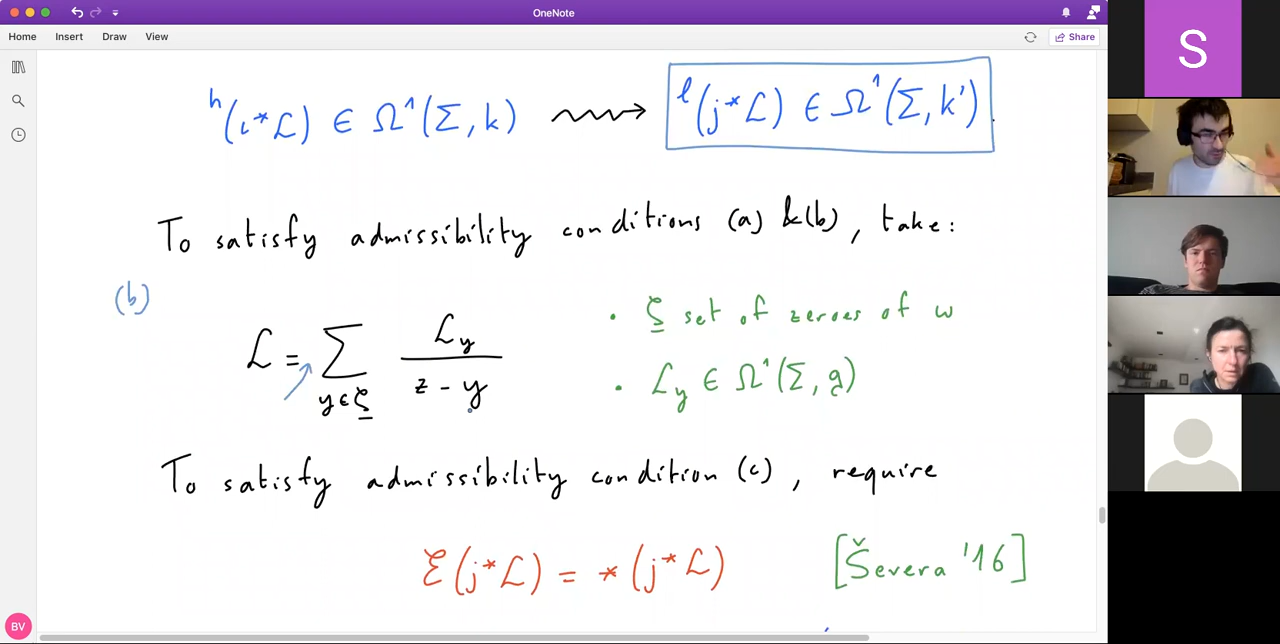 OneNote
Home Insert Draw View Share
ʰ(ι*ℒ) ∈ Ω¹(Σ, k) ⇝ ˡ(j*ℒ) ∈ Ω¹(Σ, k').
To satisfy admissibility conditions (a) & (b), take:
(b)
ℒ = Σ_{y∈ζ} ℒ_y / (z - y)
· ζ set of zeroes of ω
· ℒ_y ∈ Ω¹(Σ, g)
To satisfy admissibility condition (c), require
ℰ(j*ℒ) = *(j*ℒ) [Ševera '16]
BV
S